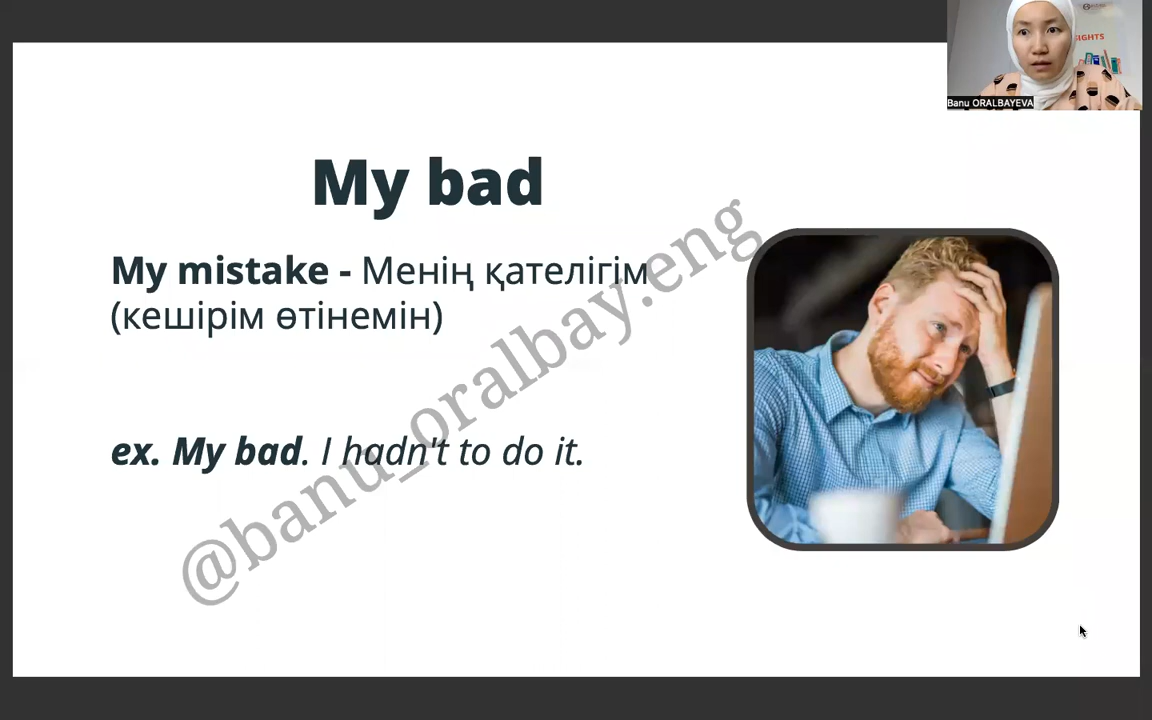 IGHTS
Banu ORALBAYEVA
My bad
My mistake - Менің қателігім
(кешірім өтінемін)
ex. My bad. I hadn't to do it.
@banu_oralbay.eng